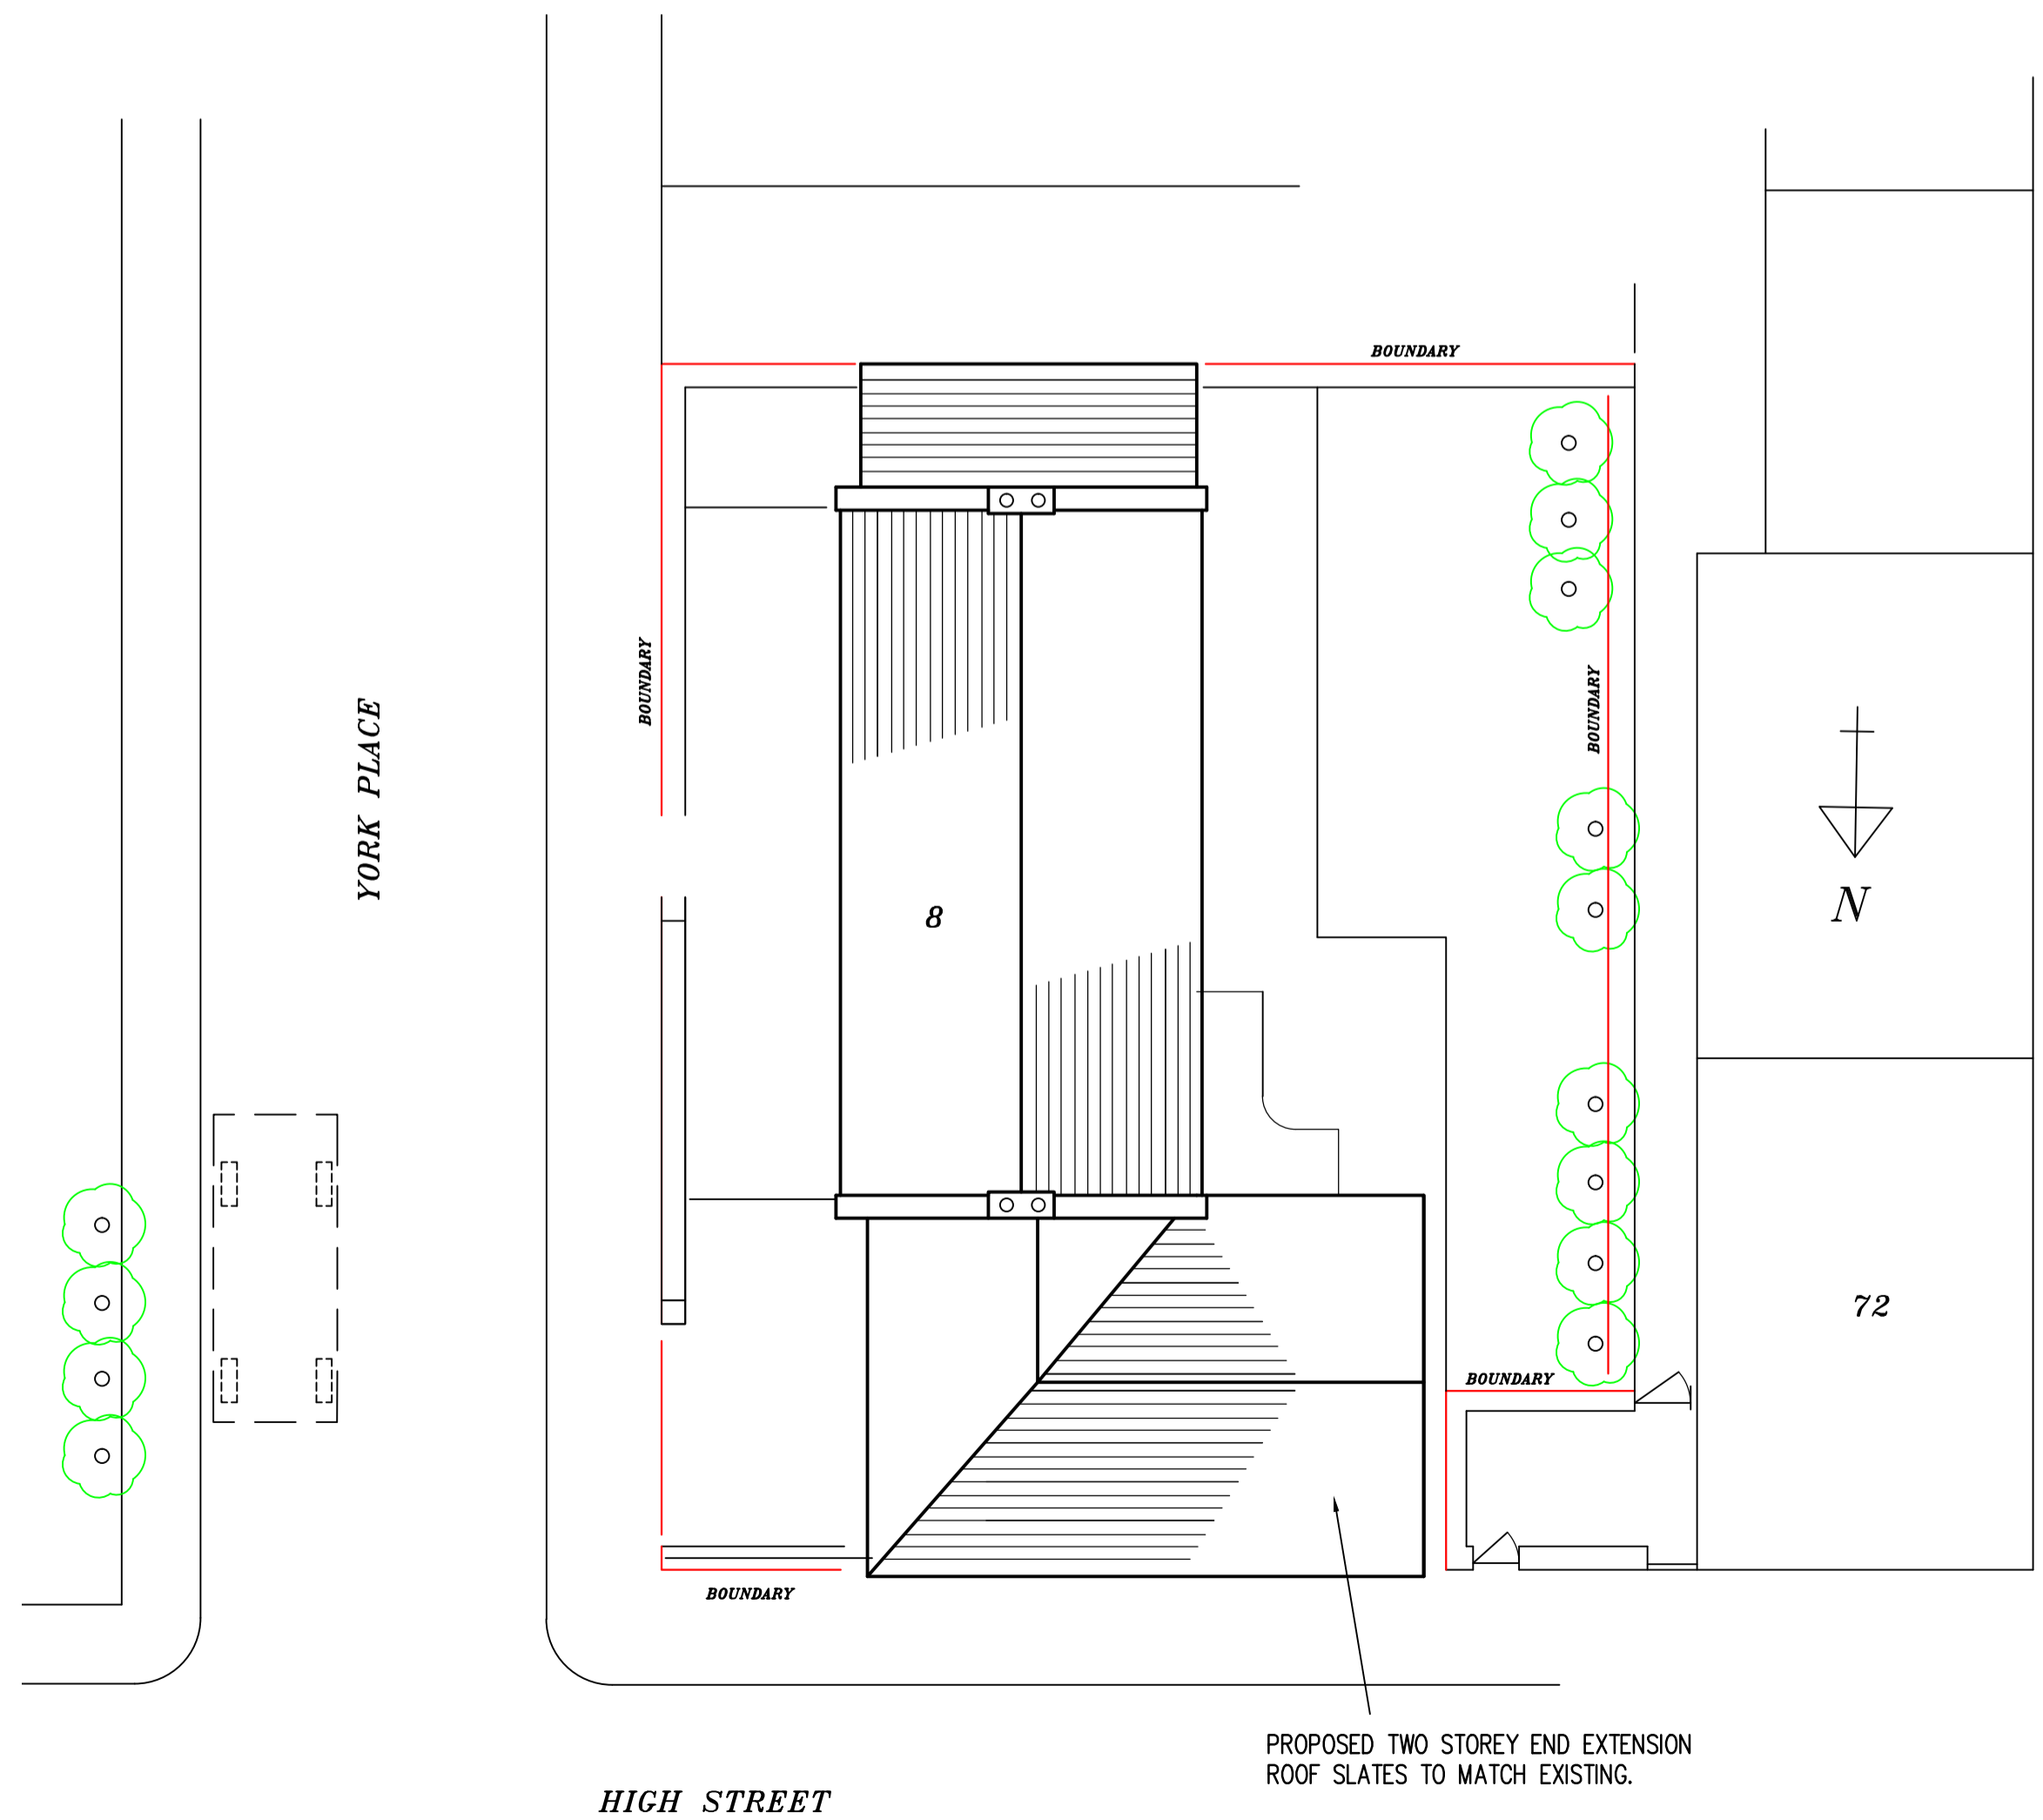 BOUNDARY
BOUNDARY
BOUNDARY
YORK PLACE
N
8
72
BOUNDARY
BOUNDARY
PROPOSED TWO STOREY END EXTENSION
ROOF SLATES TO MATCH EXISTING.
HIGH STREET